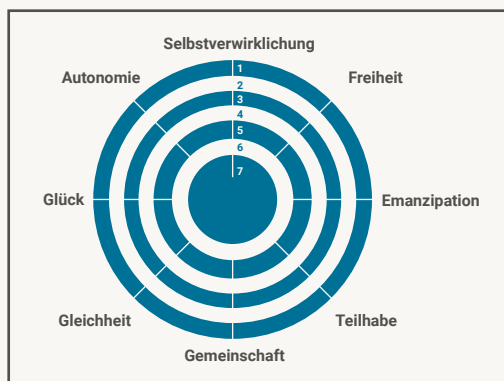 Selbstverwirklichung
Autonomie
Freiheit
1
2
3
4
5
6
7
Glück
Emanzipation
Gleichheit
Teilhabe
Gemeinschaft